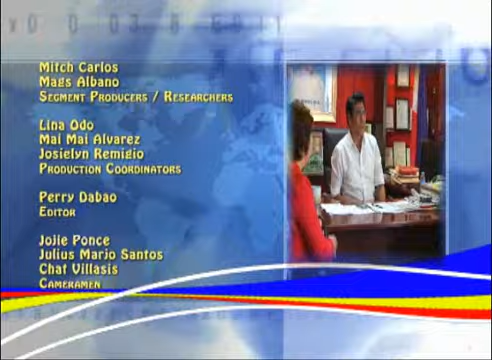 Mitch Carlos
Mags Albano
Segment Producers / Researchers
Lina Odo
Mai Mai Alvarez
Josielyn Remigio
Production Coordinators
Perry Dabao
Editor
Jojie Ponce
Julius Marjo Santos
Chat Villasis
Cameramen